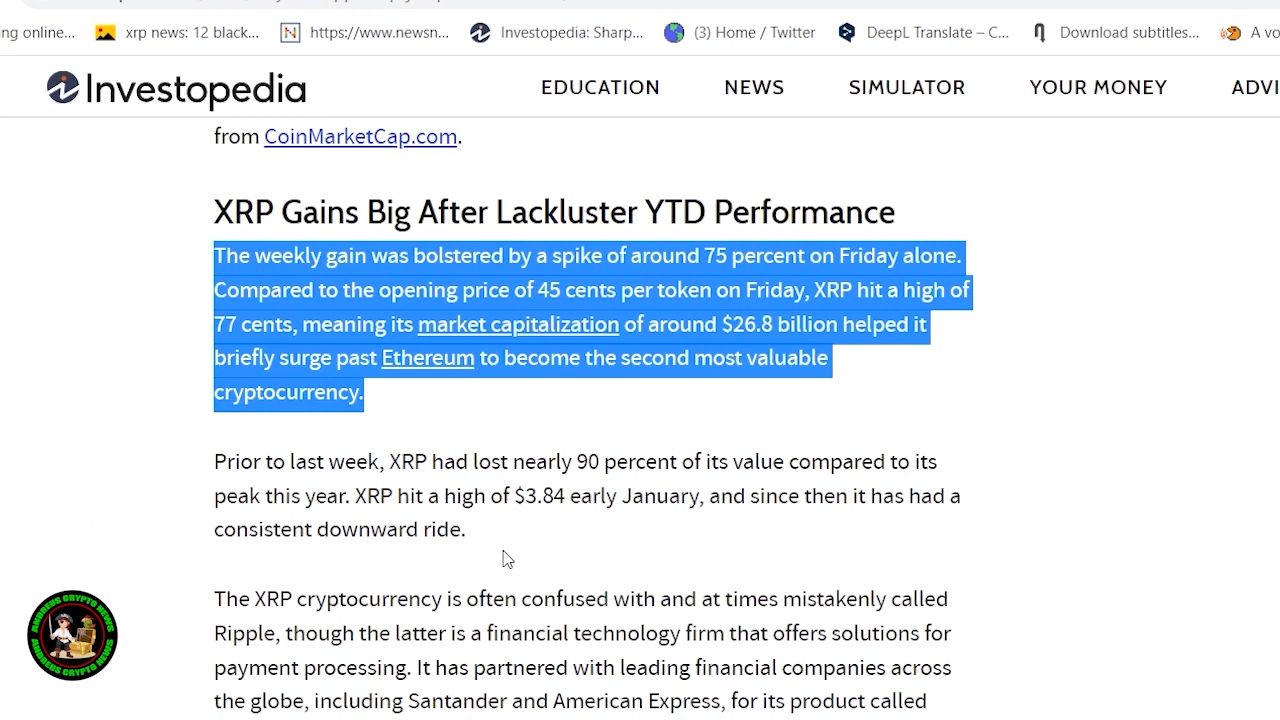 ing online...
xrp news: 12 black...
https://www.newsn...
Investopedia: Sharp...
(3) Home / Twitter
DeepL Translate – C...
Download subtitles...
A vo
Investopedia
EDUCATION
NEWS
SIMULATOR
YOUR MONEY
ADVI
from CoinMarketCap.com.
XRP Gains Big After Lackluster YTD Performance
The weekly gain was bolstered by a spike of around 75 percent on Friday alone.
Compared to the opening price of 45 cents per token on Friday, XRP hit a high of
77 cents, meaning its market capitalization of around $26.8 billion helped it
briefly surge past Ethereum to become the second most valuable
cryptocurrency.
Prior to last week, XRP had lost nearly 90 percent of its value compared to its
peak this year. XRP hit a high of $3.84 early January, and since then it has had a
consistent downward ride.
The XRP cryptocurrency is often confused with and at times mistakenly called
Ripple, though the latter is a financial technology firm that offers solutions for
payment processing. It has partnered with leading financial companies across
the globe, including Santander and American Express, for its product called
ANDREUS CRYPTO NEWS
ANDREUS CRYPTO NEWS